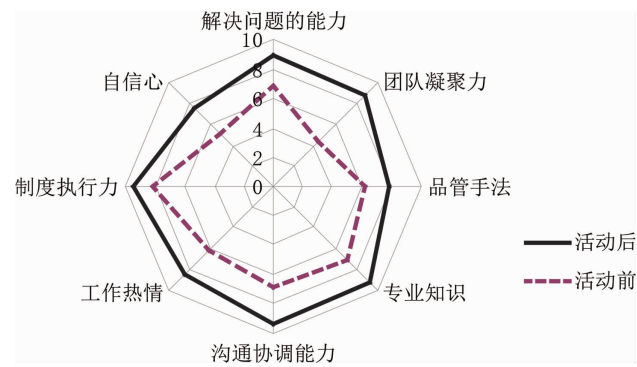 解决问题的能力
10
8
6
4
2
0
自信心
团队凝聚力
制度执行力
品管手法
工作热情
专业知识
沟通协调能力
活动后
活动前